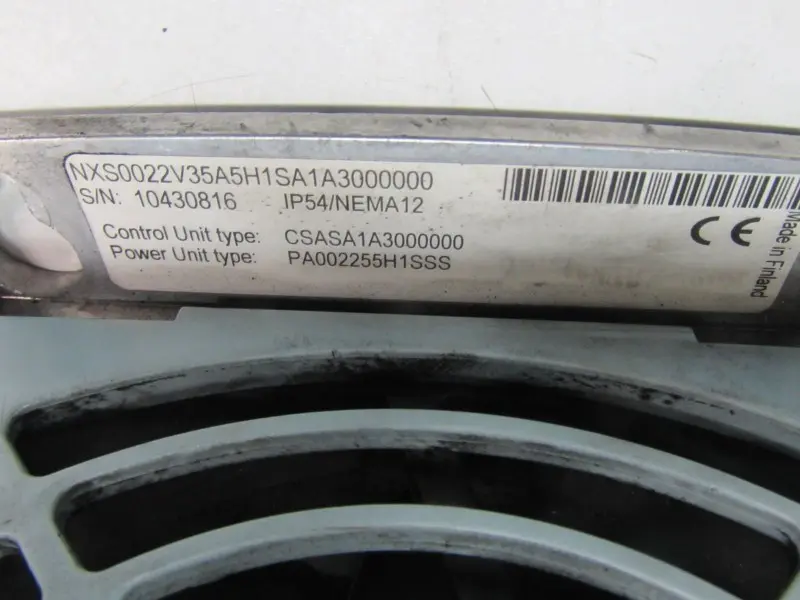 NXS0022V35A5H1SA1A3000000
S/N: 10430816 IP54/NEMA12
Control Unit type: CSASA1A3000000
Power Unit type: PA002255H1SSS
CE
Made in Finland